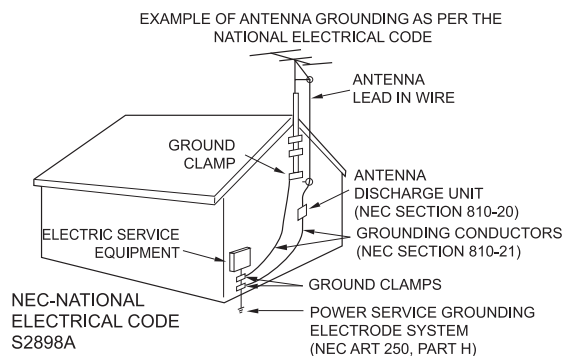 EXAMPLE OF ANTENNA GROUNDING AS PER THE
NATIONAL ELECTRICAL CODE
ANTENNA
LEAD IN WIRE
GROUND
CLAMP
ANTENNA
DISCHARGE UNIT
(NEC SECTION 810-20)
GROUNDING CONDUCTORS
(NEC SECTION 810-21)
ELECTRIC SERVICE
EQUIPMENT
GROUND CLAMPS
POWER SERVICE GROUNDING
ELECTRODE SYSTEM
(NEC ART 250, PART H)
NEC-NATIONAL
ELECTRICAL CODE
S2898A